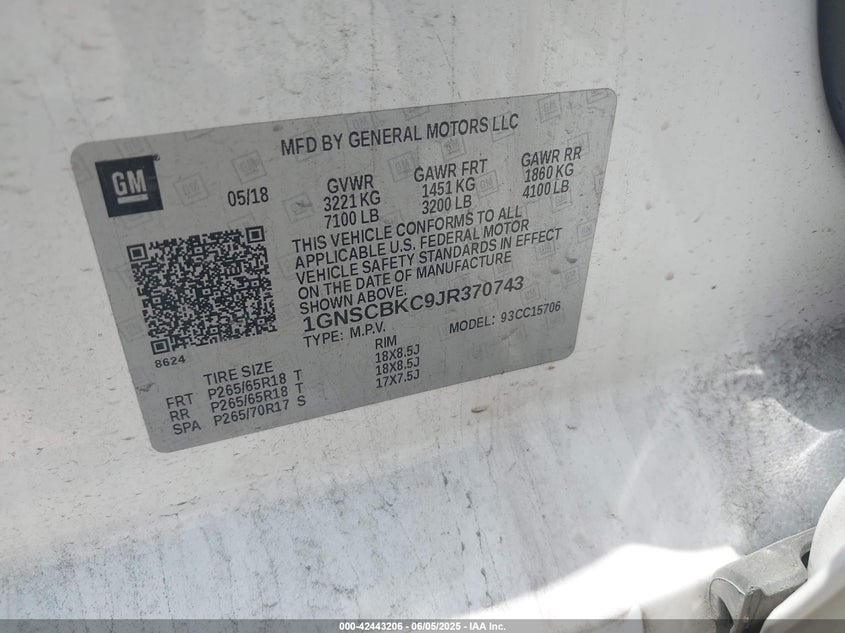 MFD BY GENERAL MOTORS LLC
GM
05/18
GVWR
3221 KG
7100 LB
GAWR FRT
1451 KG
3200 LB
GAWR RR
1860 KG
4100 LB
THIS VEHICLE CONFORMS TO ALL
APPLICABLE U.S. FEDERAL MOTOR
VEHICLE SAFETY STANDARDS IN EFFECT
ON THE DATE OF MANUFACTURE
SHOWN ABOVE.
1GNSCBKC9JR370743
TYPE: M.P.V.
MODEL: 93CC15706
8624
TIRE SIZE RIM
FRT P265/65R18 T 18X8.5J
RR P265/65R18 T 18X8.5J
SPA P265/70R17 S 17X7.5J
000-42443206 - 06/05/2025 - IAA Inc.